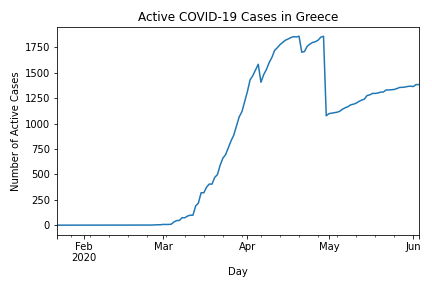 Active COVID-19 Cases in Greece
Number of Active Cases
1750
1500
1250
1000
750
500
250
0
Feb
2020
Mar
Apr
May
Jun
Day